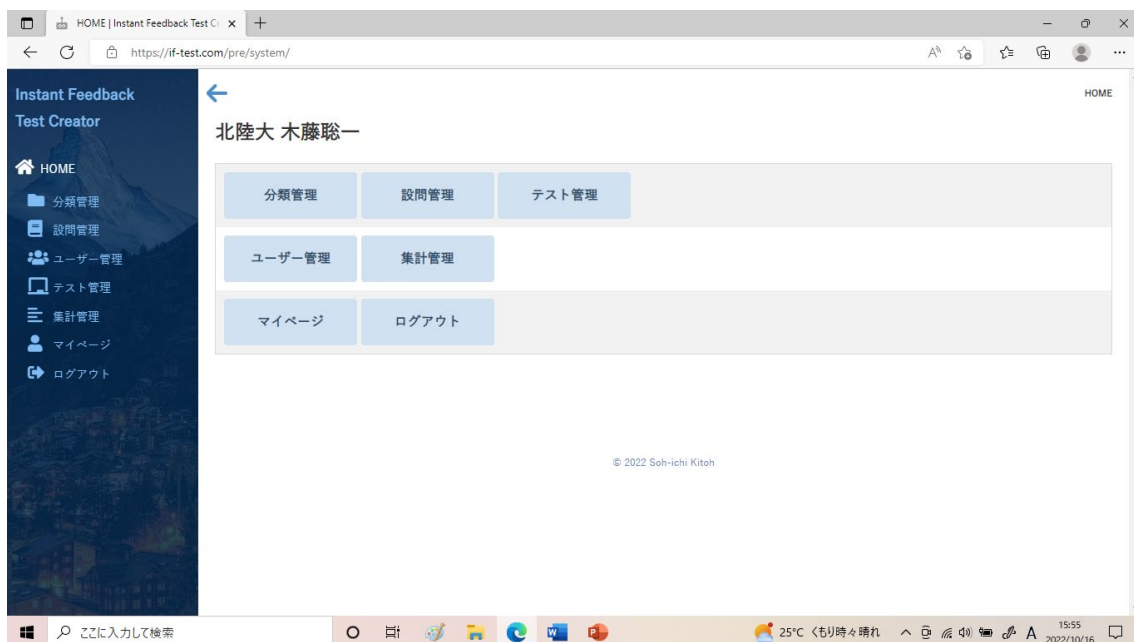 HOME | Instant Feedback Test C
https://if-test.com/pre/system/
Instant Feedback
Test Creator
HOME
分類管理
設問管理
ユーザー管理
テスト管理
集計管理
マイページ
ログアウト
HOME
北陸大 木藤聡一
分類管理 設問管理 テスト管理
ユーザー管理 集計管理
マイページ ログアウト
© 2022 Soh-ichi Kitoh
ここに入力して検索
25°C くもり時々晴れ
A
15:55
2022/10/16